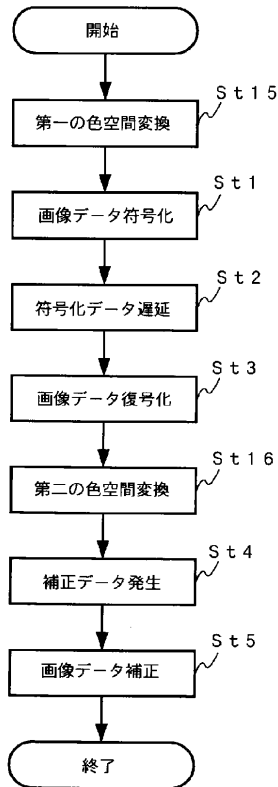 開始
St15
第一の色空間変換
St1
画像データ符号化
St2
符号化データ遅延
St3
画像データ復号化
St16
第二の色空間変換
St4
補正データ発生
St5
画像データ補正
終了